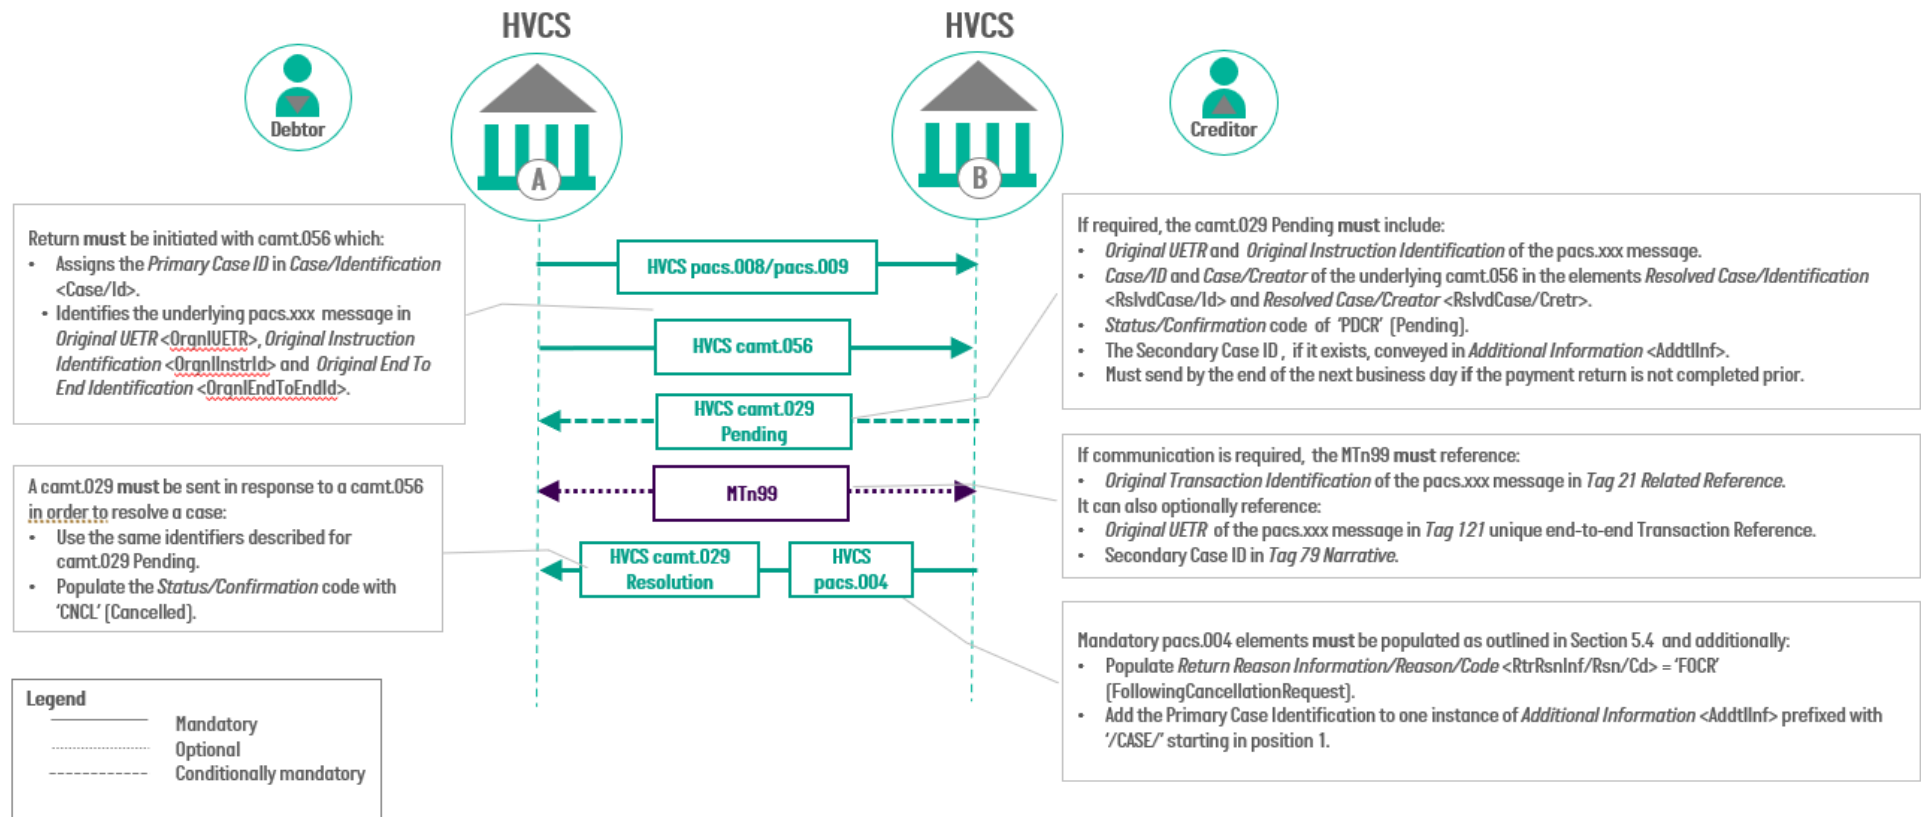 HVCS
HVCS
Debtor
A
B
Creditor
Return must be initiated with camt.056 which:
• Assigns the Primary Case ID in Case/Identification
<Case/Id>.
• Identifies the underlying pacs.xxx message in
Original UETR <OrgnlUETR>, Original Instruction
Identification <OrgnlInstrId> and Original End To
End Identification <OrgnlEndToEndId>.
A camt.029 must be sent in response to a camt.056
in order to resolve a case:
• Use the same identifiers described for
camt.029 Pending.
• Populate the Status/Confirmation code with
'CNCL' (Cancelled).
Legend
Mandatory
Optional
Conditionally mandatory
HVCS pacs.008/pacs.009
HVCS camt.056
HVCS camt.029
Pending
MTn99
HVCS camt.029
Resolution
HVCS
pacs.004
If required, the camt.029 Pending must include:
• Original UETR and Original Instruction Identification of the pacs.xxx message.
• Case/ID and Case/Creator of the underlying camt.056 in the elements Resolved Case/Identification
<RslvdCase/Id> and Resolved Case/Creator <RslvdCase/Cretr>.
• Status/Confirmation code of 'PDCR' (Pending).
• The Secondary Case ID , if it exists, conveyed in Additional Information <AddtlInf>.
• Must send by the end of the next business day if the payment return is not completed prior.
If communication is required, the MTn99 must reference:
• Original Transaction Identification of the pacs.xxx message in Tag 21 Related Reference.
It can also optionally reference:
• Original UETR of the pacs.xxx message in Tag 121 unique end-to-end Transaction Reference.
• Secondary Case ID in Tag 79 Narrative.
Mandatory pacs.004 elements must be populated as outlined in Section 5.4 and additionally:
• Populate Return Reason Information/Reason/Code <RtrRsnInf/Rsn/Cd> = 'FOCR'
(FollowingCancellationRequest).
• Add the Primary Case Identification to one instance of Additional Information <AddtlInf> prefixed with
'/CASE/' starting in position 1.